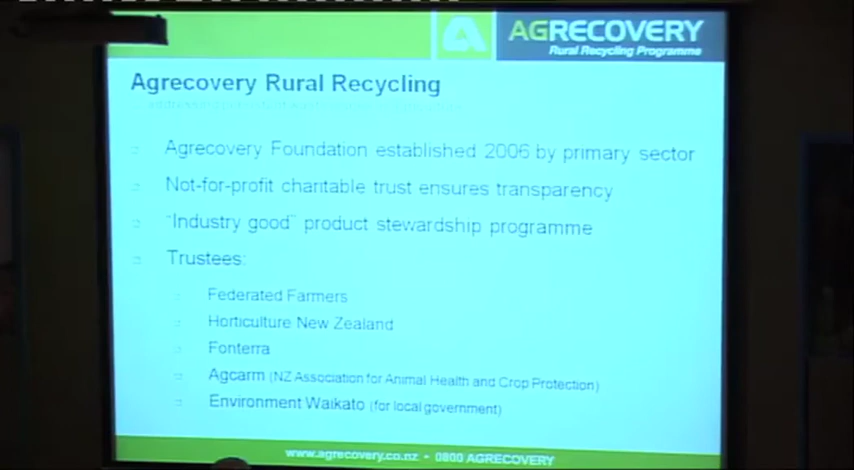 AGRECOVERY
Rural Recycling Programme
Agrecovery Rural Recycling
Agrecovery Foundation established 2006 by primary sector
Not-for-profit charitable trust ensures transparency
"Industry good" product stewardship programme
Trustees:
Federated Farmers
Horticulture New Zealand
Fonterra
Agcarm (NZ Association for Animal Health and Crop Protection)
Environment Waikato (for local government)
www.agrecovery.co.nz - 0800 AGRECOVERY